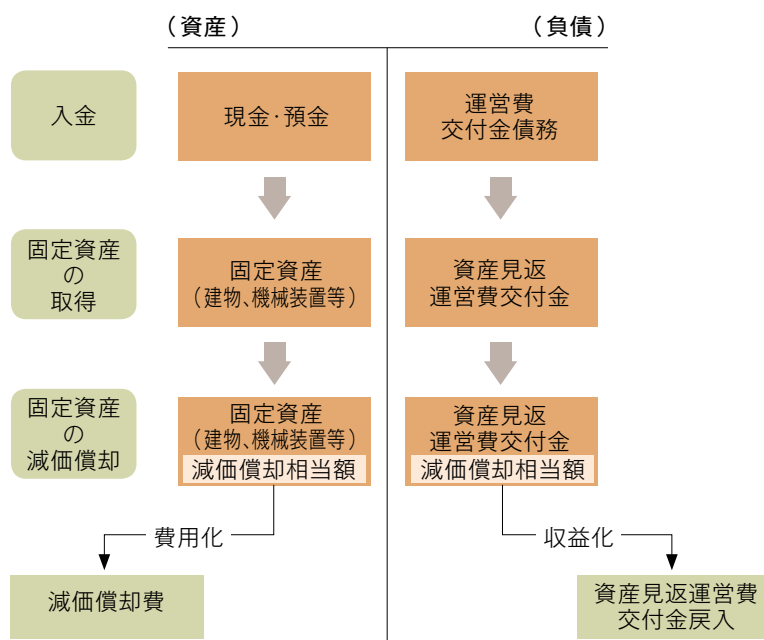 （資産）
（負債）
入金
現金・預金
運営費
交付金債務
固定資産
の
取得
固定資産
（建物、機械装置等）
資産見返
運営費交付金
固定資産
の
減価償却
固定資産
（建物、機械装置等）
減価償却相当額
資産見返
運営費交付金
減価償却相当額
費用化
収益化
減価償却費
資産見返運営費
交付金戻入